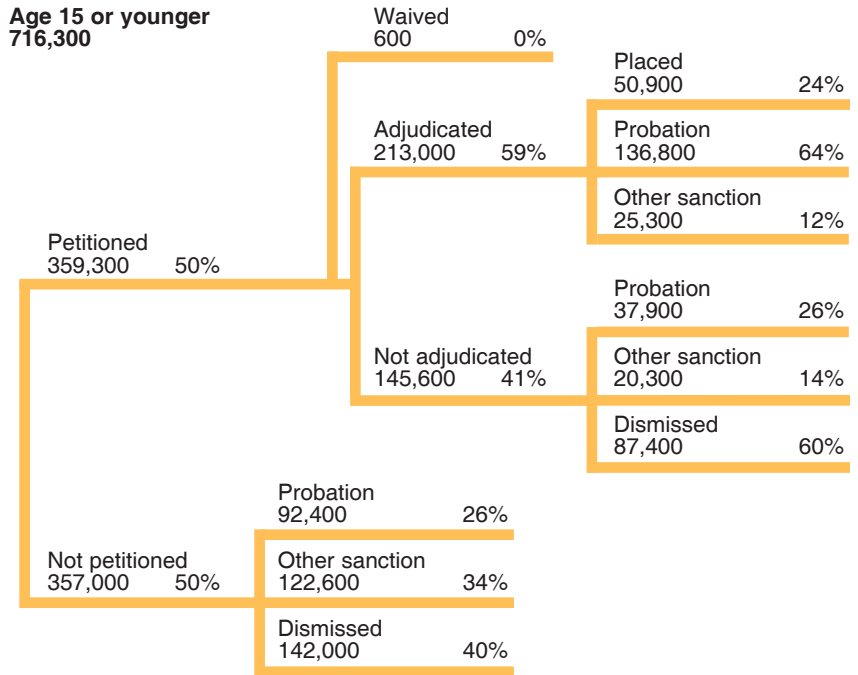 Age 15 or younger
716,300
Waived
600 0%
Placed
50,900 24%
Adjudicated
213,000 59%
Probation
136,800 64%
Other sanction
25,300 12%
Petitioned
359,300 50%
Probation
37,900 26%
Not adjudicated
145,600 41%
Other sanction
20,300 14%
Dismissed
87,400 60%
Probation
92,400 26%
Not petitioned
357,000 50%
Other sanction
122,600 34%
Dismissed
142,000 40%